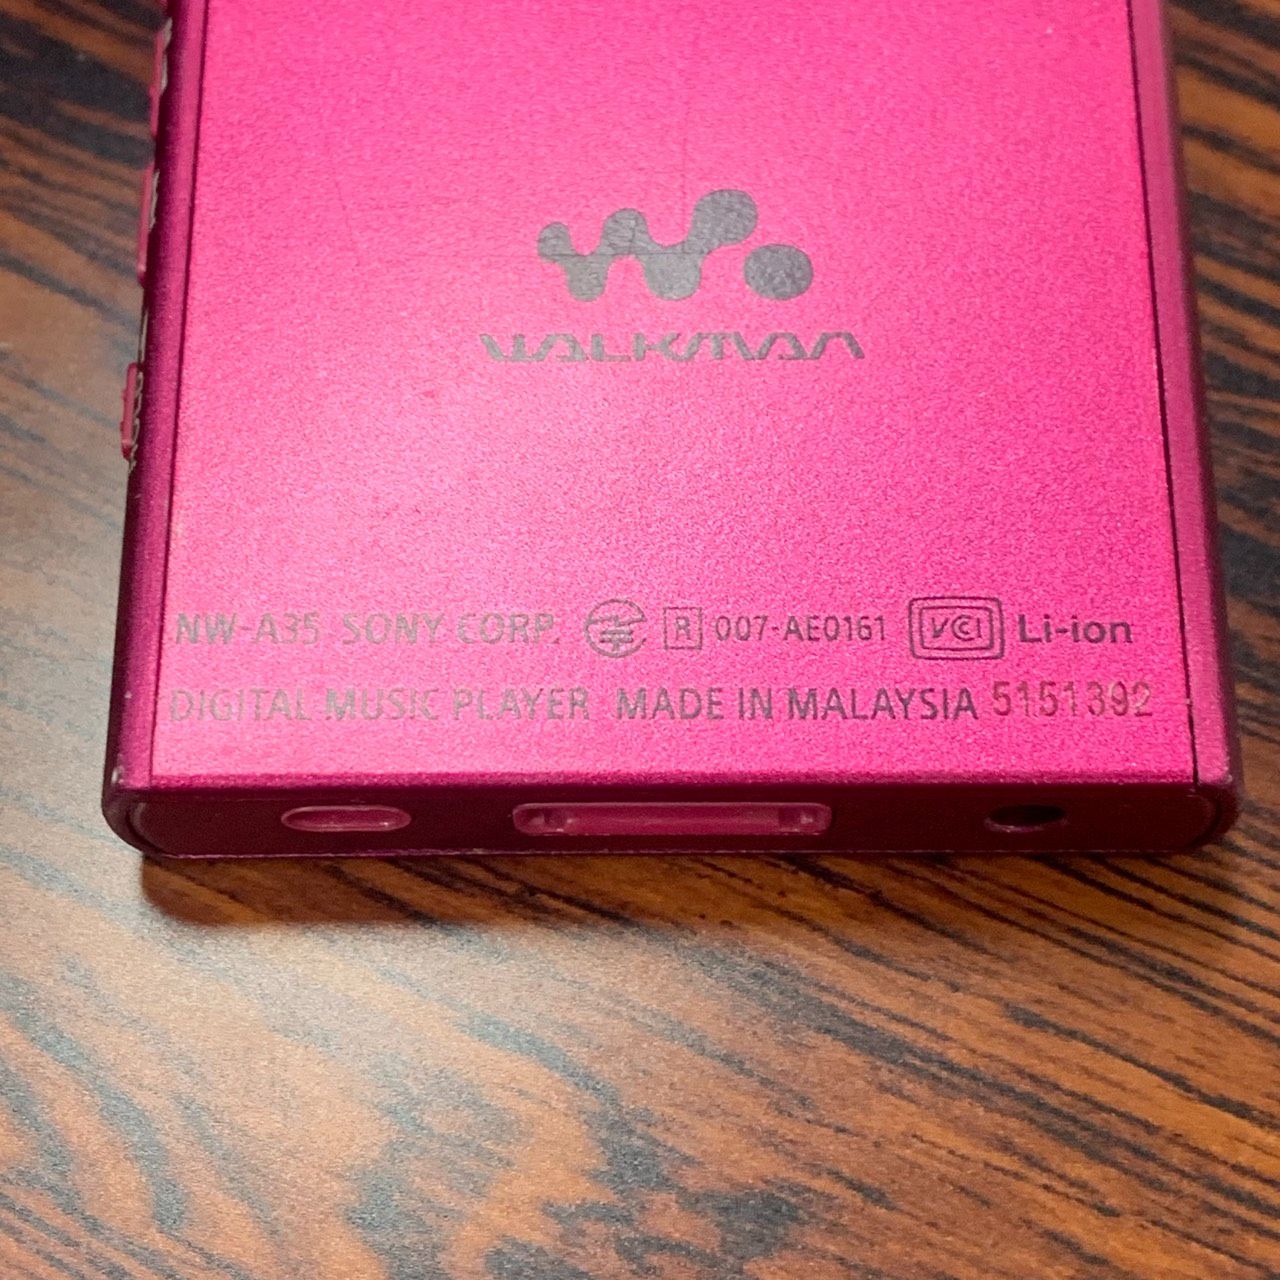 WALKMAN
NW-A35 SONY CORP. R 007-AE0161 VCI Li-ion
DIGITAL MUSIC PLAYER MADE IN MALAYSIA 5151392